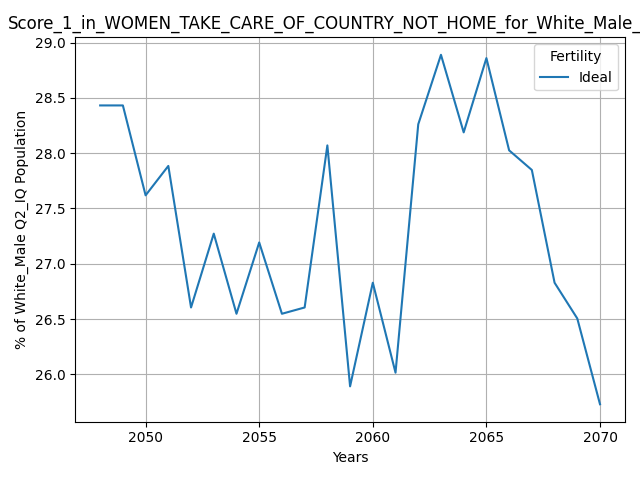 Score_1_in_WOMEN_TAKE_CARE_OF_COUNTRY_NOT_HOME_for_White_Male_
Fertility
Ideal
% of White_Male Q2_IQ Population
29.0
28.5
28.0
27.5
27.0
26.5
26.0
2050 2055 2060 2065 2070
Years